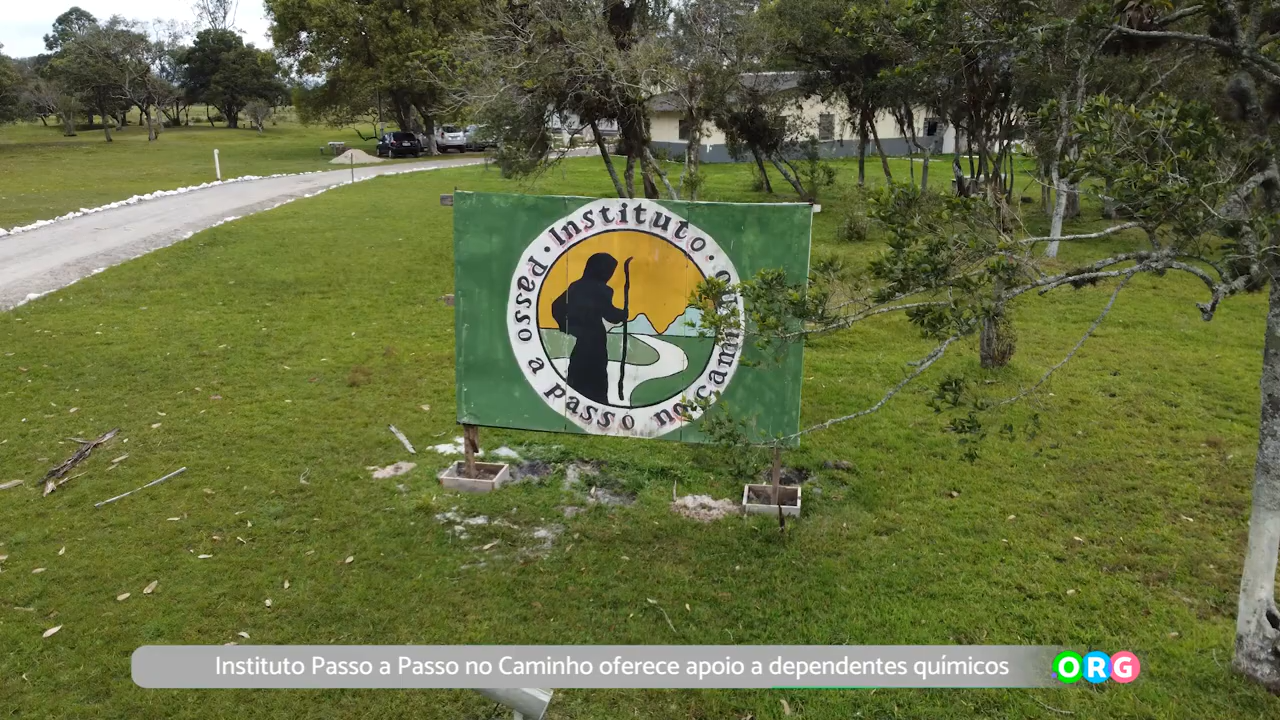 Instituto
Passo a Passo no Caminho
Instituto Passo a Passo no Caminho oferece apoio a dependentes químicos
ORG